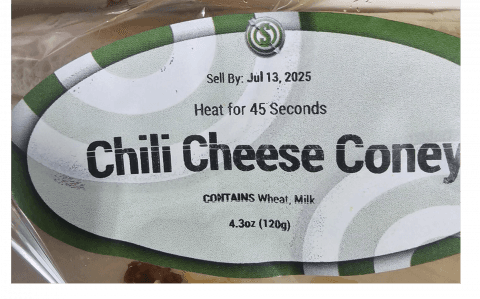 Sell By: Jul 13, 2025
Heat for 45 Seconds
Chili Cheese Coney
CONTAINS Wheat, Milk
4.3oz (120g)